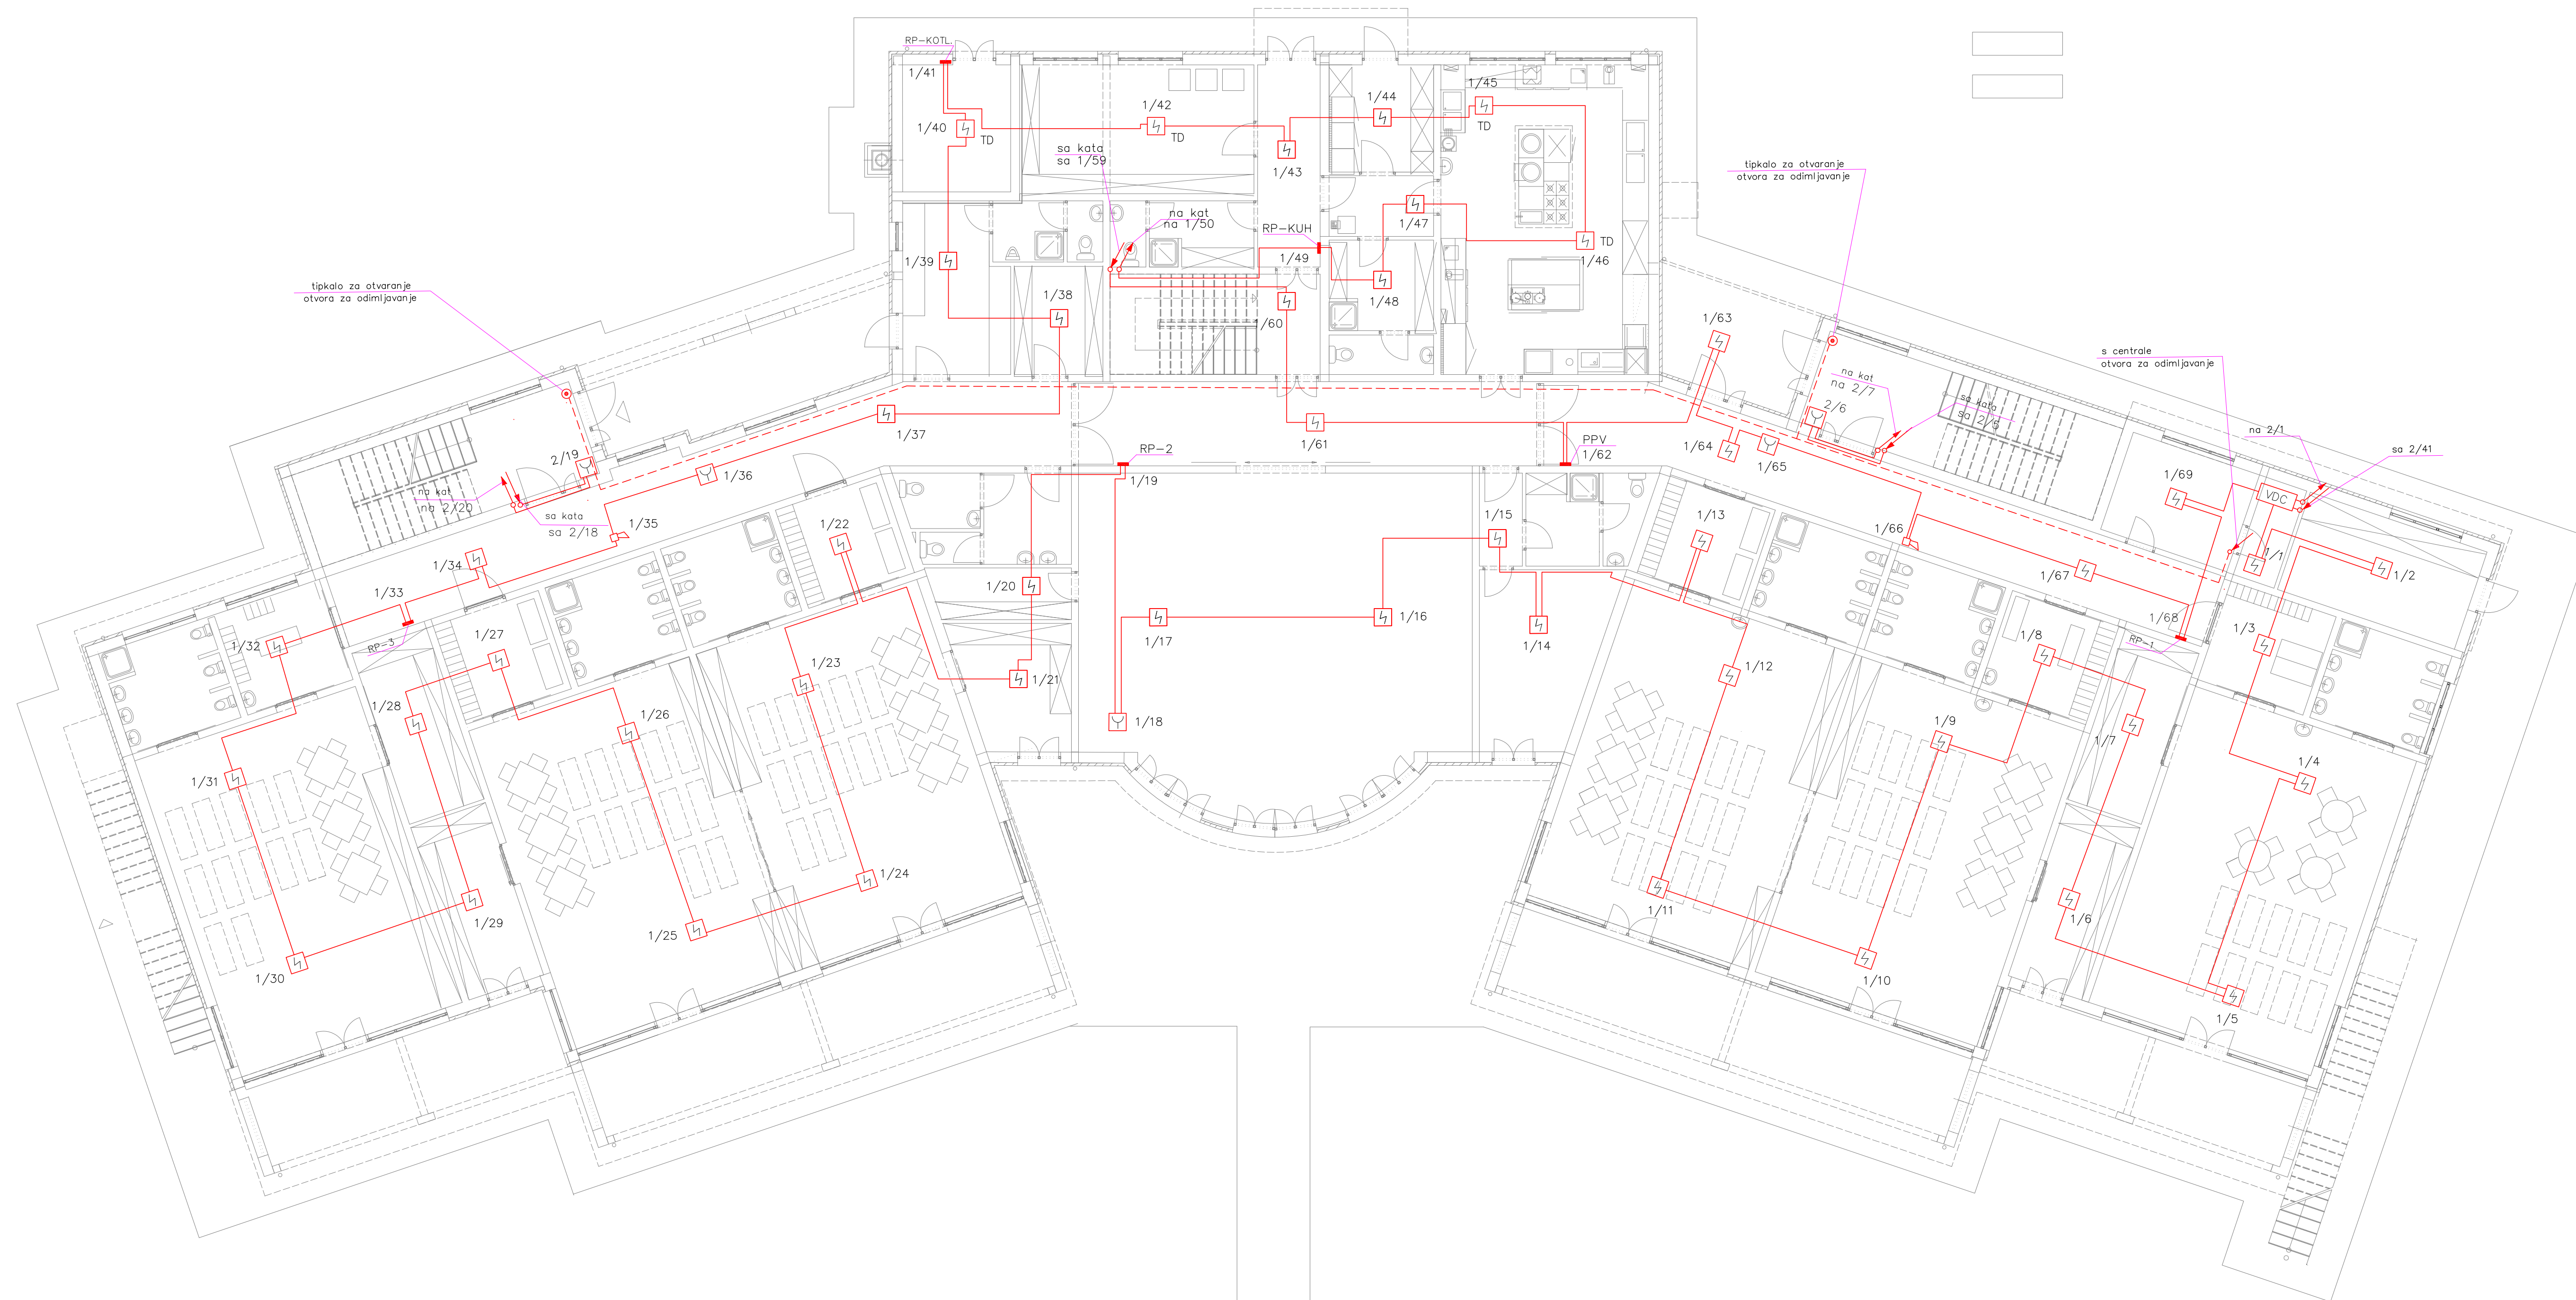 RP-KOTL.
1/41
1/40
TD
1/42
TD
1/43
1/44
1/45
TD
sa kata
sa 1/59
na kat
na 1/50
RP-KUH
1/49
1/47
TD
1/46
1/48
1/39
1/38
1/60
tipkalo za otvaranje
otvora za odimljavanje
tipkalo za otvaranje
otvora za odimljavanje
1/63
s centrale
otvora za odimljavanje
na kat
na 2/7
sa kata
sa 2/5
2/6
na 2/1
sa 2/41
1/37
1/61
PPV
1/62
1/64
1/65
RP-2
1/19
1/36
2/19
na kat
na 2/20
sa kata
sa 2/18
1/35
1/69
VDC
1/1
1/2
1/66
1/67
1/68
RP-1
1/3
1/34
1/33
RP-3
1/32
1/27
1/22
1/20
1/21
1/15
1/16
1/17
1/18
1/14
1/13
1/12
1/8
1/9
1/7
1/4
1/28
1/26
1/23
1/31
1/24
1/25
1/29
1/30
1/11
1/10
1/6
1/5